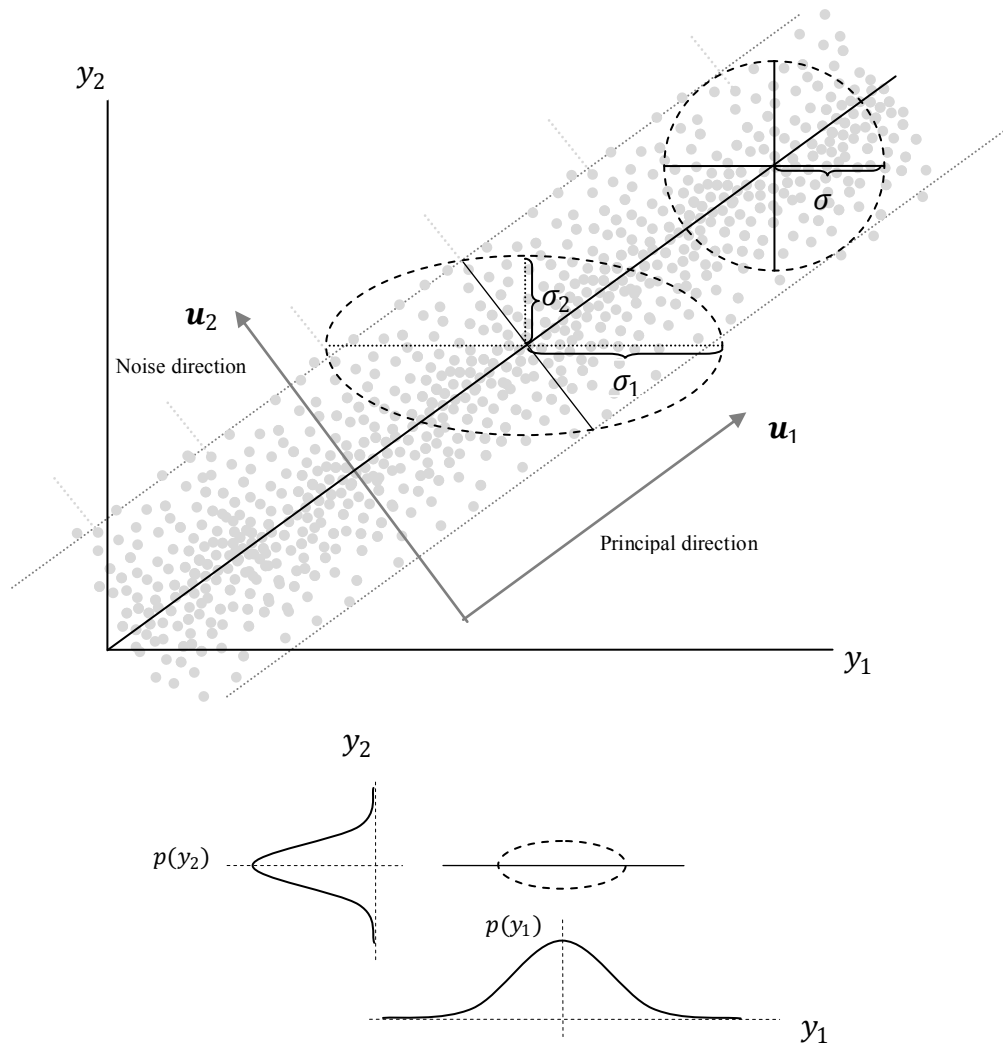 y₂
σ
σ₂
𝒖₂
Noise direction
σ₁
𝒖₁
Principal direction
y₁
y₂
p(y₂)
p(y₁)
y₁